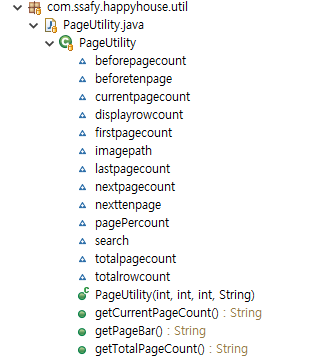 com.ssafy.happyhouse.util
PageUtility.java
PageUtility
beforepagecount
beforetenpage
currentpagecount
displayrowcount
firstpagecount
imagepath
lastpagecount
nextpagecount
nexttenpage
pagePercount
search
totalpagecount
totalrowcount
PageUtility(int, int, int, String)
getCurrentPageCount() : String
getPageBar() : String
getTotalPageCount() : String